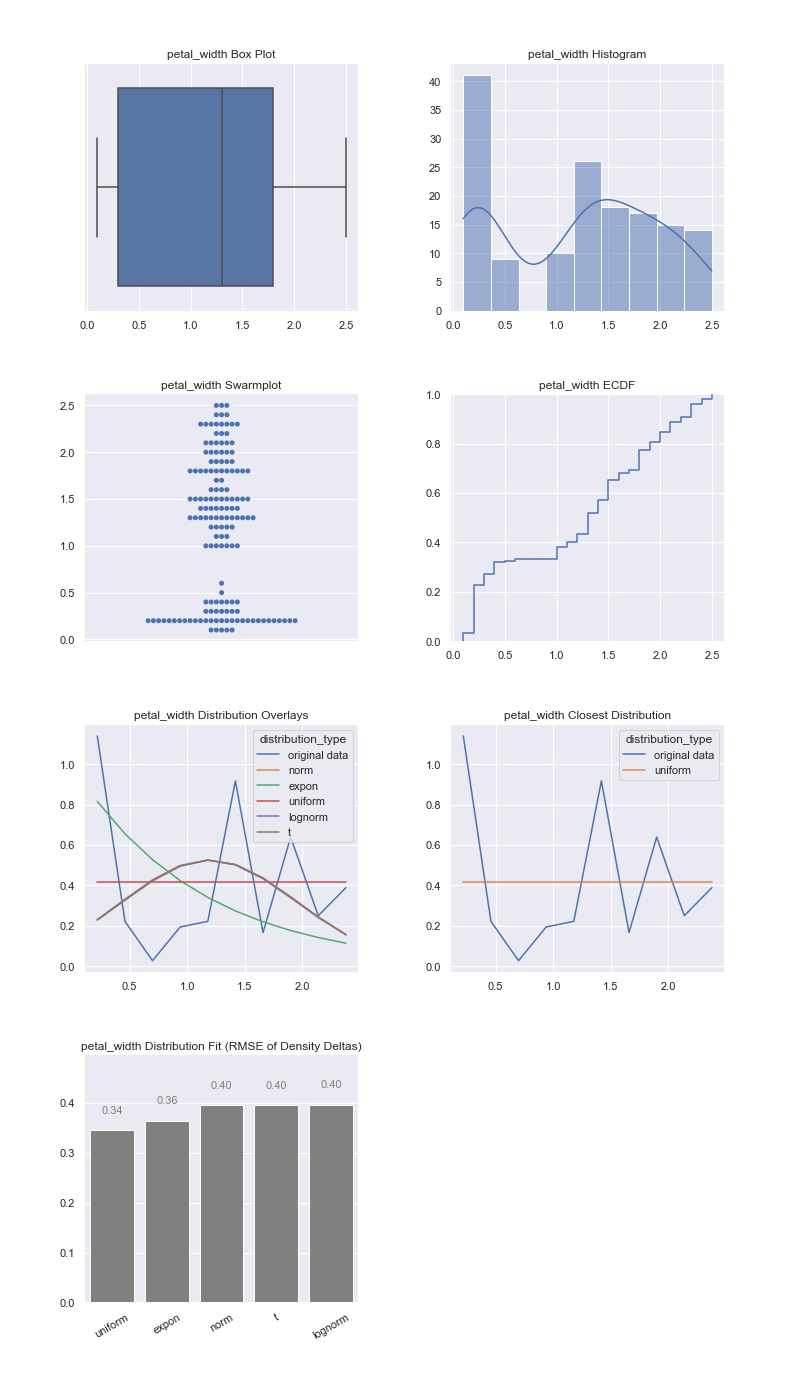 petal_width Box Plot
0.0 0.5 1.0 1.5 2.0 2.5
petal_width Histogram
40
35
30
25
20
15
10
5
0
0.0 0.5 1.0 1.5 2.0 2.5
petal_width Swarmplot
2.5
2.0
1.5
1.0
0.5
0.0
petal_width ECDF
1.0
0.8
0.6
0.4
0.2
0.0
0.0 0.5 1.0 1.5 2.0 2.5
petal_width Distribution Overlays
distribution_type
original data
norm
expon
uniform
lognorm
t
1.0
0.8
0.6
0.4
0.2
0.0
0.5 1.0 1.5 2.0
petal_width Closest Distribution
distribution_type
original data
uniform
1.0
0.8
0.6
0.4
0.2
0.0
0.5 1.0 1.5 2.0
petal_width Distribution Fit (RMSE of Density Deltas)
0.34 0.36 0.40 0.40 0.40
0.4
0.3
0.2
0.1
0.0
uniform expon norm t lognorm